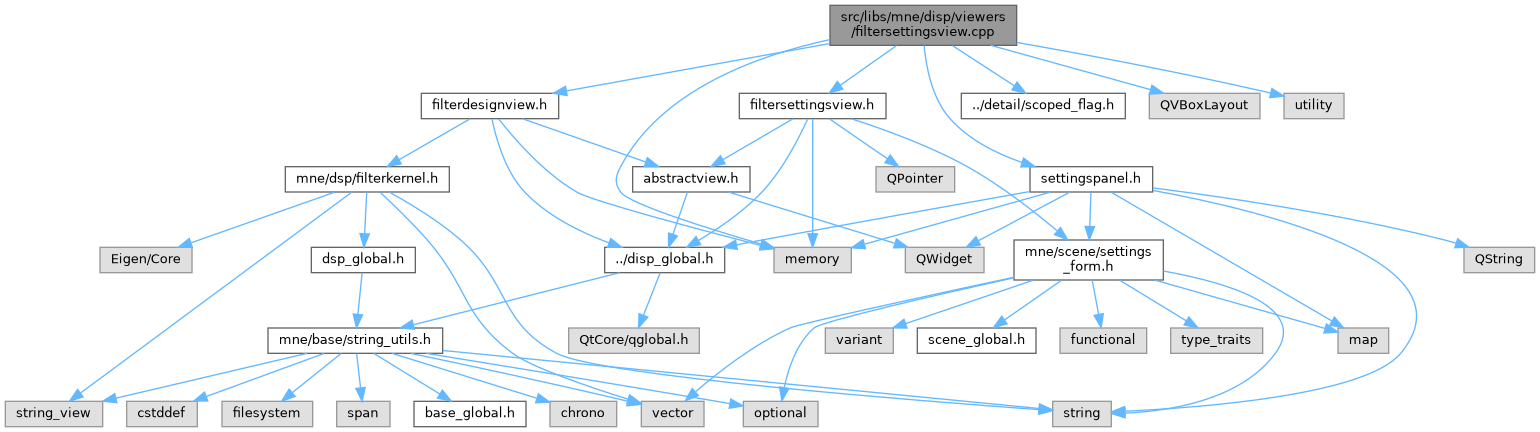 src/libs/mne/disp/viewers
/filtersettingsview.cpp
filterdesignview.h
filtersettingsview.h
../detail/scoped_flag.h
QVBoxLayout
utility
mne/dsp/filterkernel.h
abstractview.h
QPointer
settingspanel.h
Eigen/Core
dsp_global.h
../disp_global.h
memory
QWidget
mne/scene/settings
_form.h
QString
mne/base/string_utils.h
QtCore/qglobal.h
variant
scene_global.h
functional
type_traits
map
string_view
cstddef
filesystem
span
base_global.h
chrono
vector
optional
string